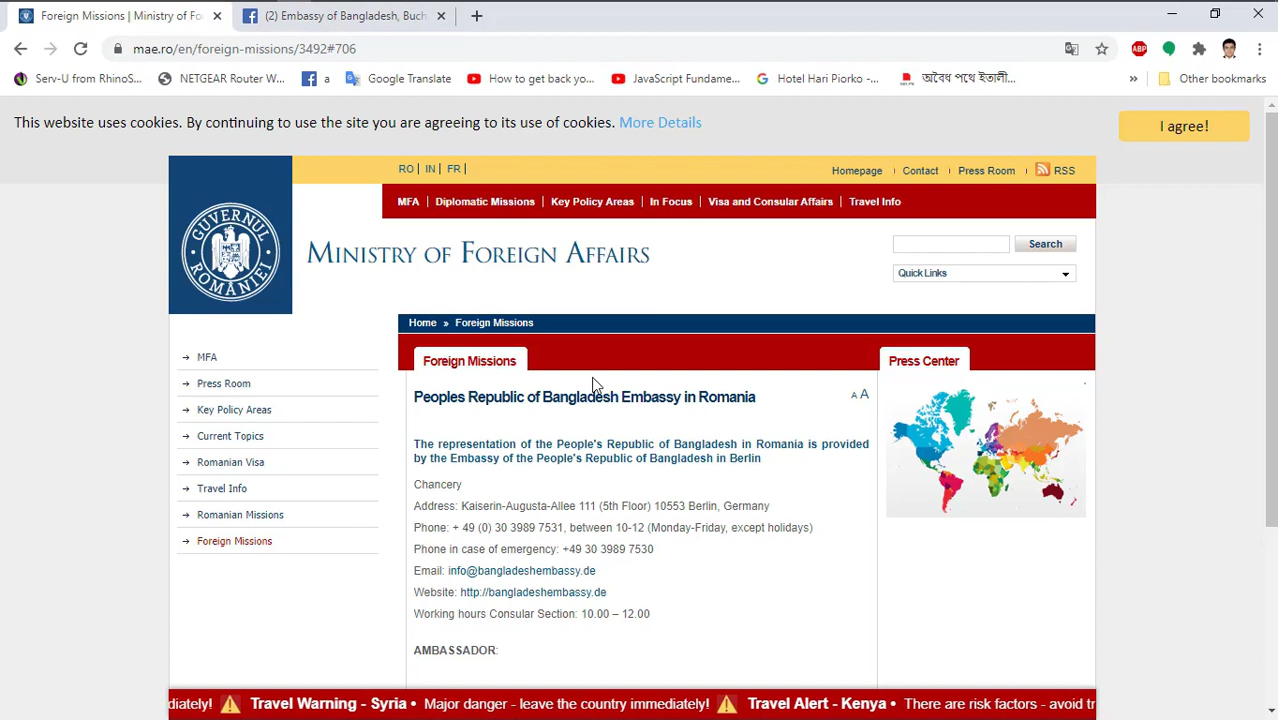 Foreign Missions | Ministry of Fo
(2) Embassy of Bangladesh, Buch
mae.ro/en/foreign-missions/3492#706
ABP
Serv-U from RhinoS...
NETGEAR Router W...
a
Google Translate
How to get back yo...
JavaScript Fundame...
Hotel Hari Piorko -...
অবৈধ পথে ইতালী...
»
Other bookmarks
This website uses cookies. By continuing to use the site you are agreeing to its use of cookies. More Details
I agree!
RO | IN | FR |
Homepage
Contact
Press Room
RSS
MFA | Diplomatic Missions | Key Policy Areas | In Focus | Visa and Consular Affairs | Travel Info
GUVERNUL ROMÂNIEI
MINISTRY OF FOREIGN AFFAIRS
Search
Quick Links
Home » Foreign Missions
MFA
Press Room
Key Policy Areas
Current Topics
Romanian Visa
Travel Info
Romanian Missions
Foreign Missions
Foreign Missions
Peoples Republic of Bangladesh Embassy in Romania
A A
The representation of the People's Republic of Bangladesh in Romania is provided
by the Embassy of the People's Republic of Bangladesh in Berlin
Chancery
Address: Kaiserin-Augusta-Allee 111 (5th Floor) 10553 Berlin, Germany
Phone: + 49 (0) 30 3989 7531, between 10-12 (Monday-Friday, except holidays)
Phone in case of emergency: +49 30 3989 7530
Email: info@bangladeshembassy.de
Website: http://bangladeshembassy.de
Working hours Consular Section: 10.00 – 12.00
AMBASSADOR:
Press Center
diately! Travel Warning - Syria • Major danger - leave the country immediately! Travel Alert - Kenya • There are risk factors - avoid tr